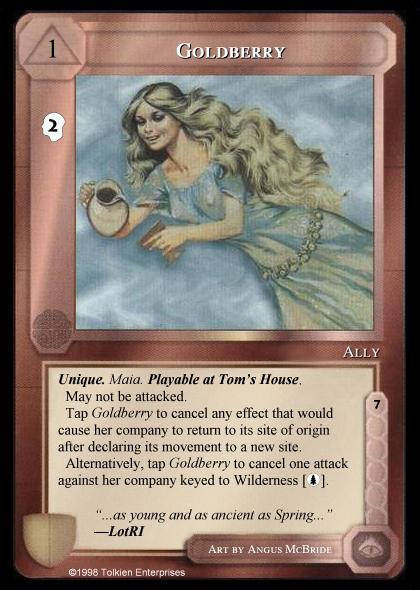 1
GOLDBERRY
2
ALLY
Unique. Maia. Playable at Tom's House.
May not be attacked.
Tap Goldberry to cancel any effect that would
cause her company to return to its site of origin
after declaring its movement to a new site.
Alternatively, tap Goldberry to cancel one attack
against her company keyed to Wilderness [ ].
7
"...as young and as ancient as Spring..."
—LotRI
ART BY ANGUS MCBRIDE
©1998 Tolkien Enterprises